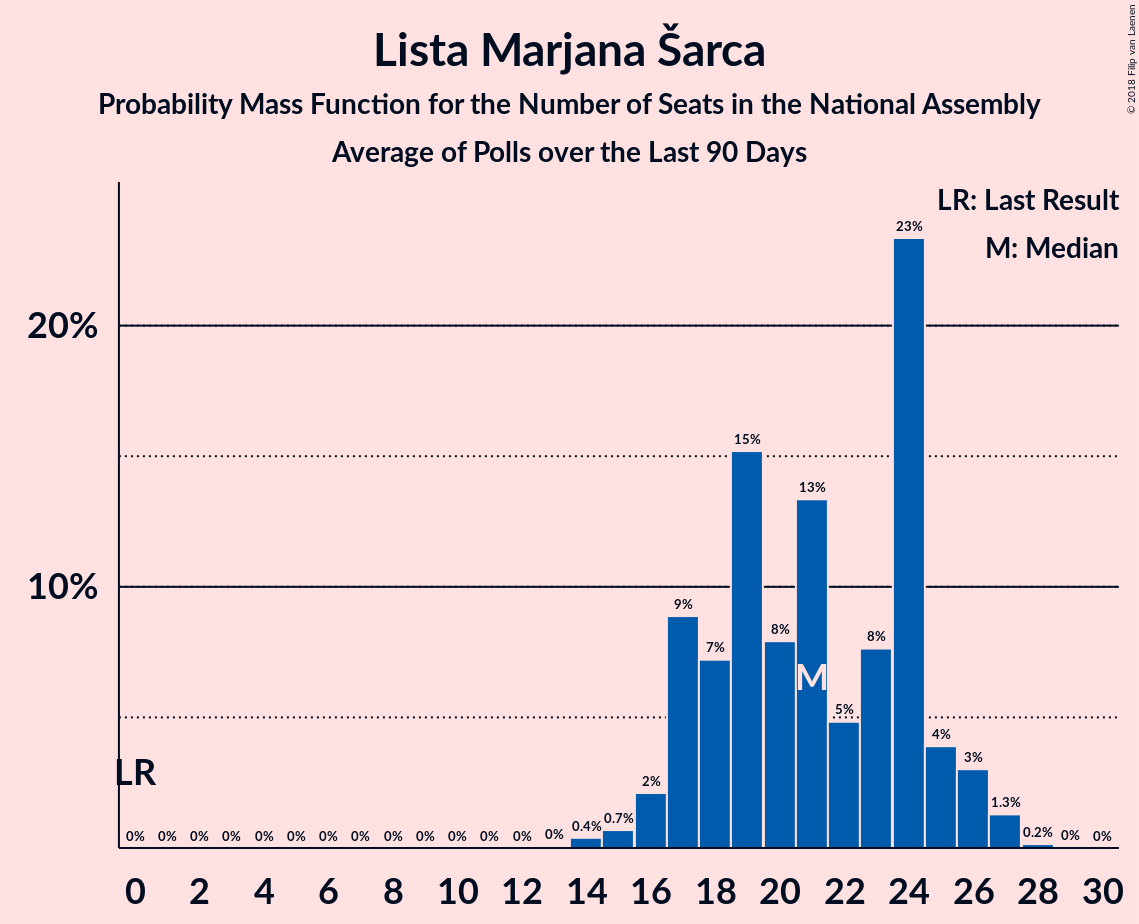 Lista Marjana Šarca
Probability Mass Function for the Number of Seats in the National Assembly
Average of Polls over the Last 90 Days
© 2018 Filip van Laenen
LR: Last Result
M: Median
20%
10%
LR
M
0% 0% 0% 0% 0% 0% 0% 0% 0% 0% 0% 0% 0% 0% 0.4% 0.7% 2% 9% 7% 15% 8% 13% 5% 8% 23% 4% 3% 1.3% 0.2% 0% 0%
0 2 4 6 8 10 12 14 16 18 20 22 24 26 28 30